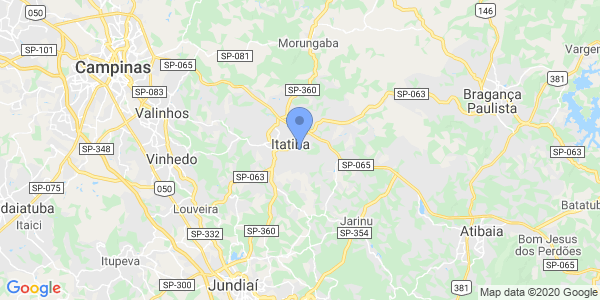 050
146
Morungaba
SP-101
SP-081
Vargem
Campinas
SP-065
381
SP-360
Bragança
Paulista
SP-083
SP-063
Valinhos
Itatiba
SP-348
Vinhedo
SP-063
SP-065
SP-075
050
SP-063
daiatuba
Louveira
Itaici
Jarinu
Batatub
SP-332
SP-360
SP-354
Atibaia
Bom Jesus
dos Perdões
Itupeva
SP-065
SP-300
Jundiaí
381
Google
Map data ©2020 Google